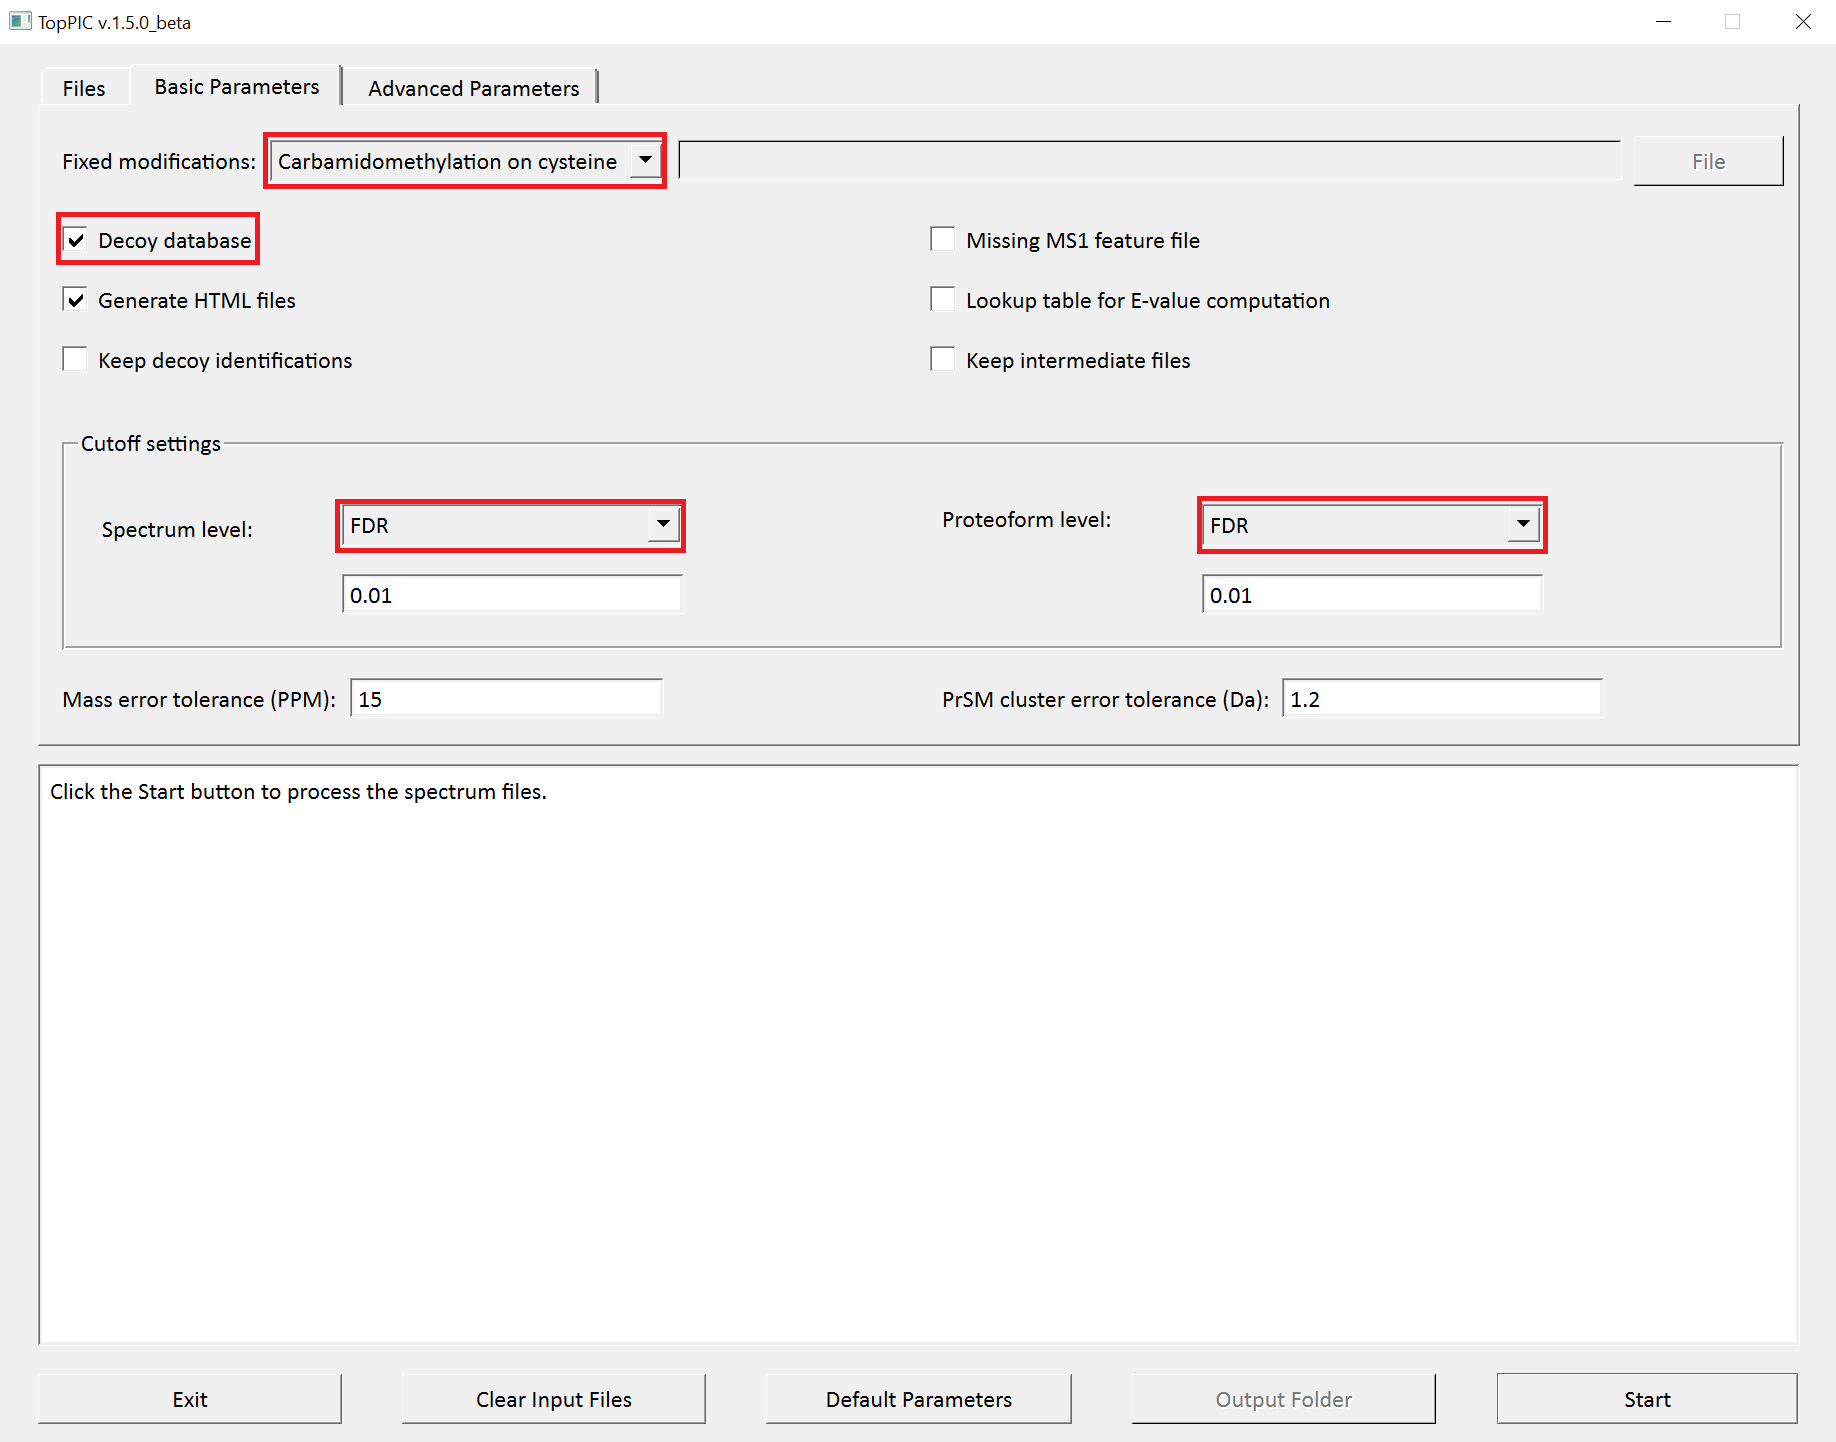 TopPIC v.1.5.0_beta
Files Basic Parameters Advanced Parameters
Fixed modifications: Carbamidomethylation on cysteine File
Decoy database Missing MS1 feature file
Generate HTML files Lookup table for E-value computation
Keep decoy identifications Keep intermediate files
Cutoff settings
Spectrum level: FDR Proteoform level: FDR
0.01 0.01
Mass error tolerance (PPM): 15 PrSM cluster error tolerance (Da): 1.2
Click the Start button to process the spectrum files.
Exit Clear Input Files Default Parameters Output Folder Start